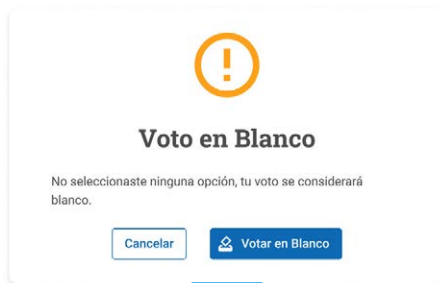 Voto en Blanco
No seleccionaste ninguna opción, tu voto se considerará
blanco.
Cancelar
Votar en Blanco